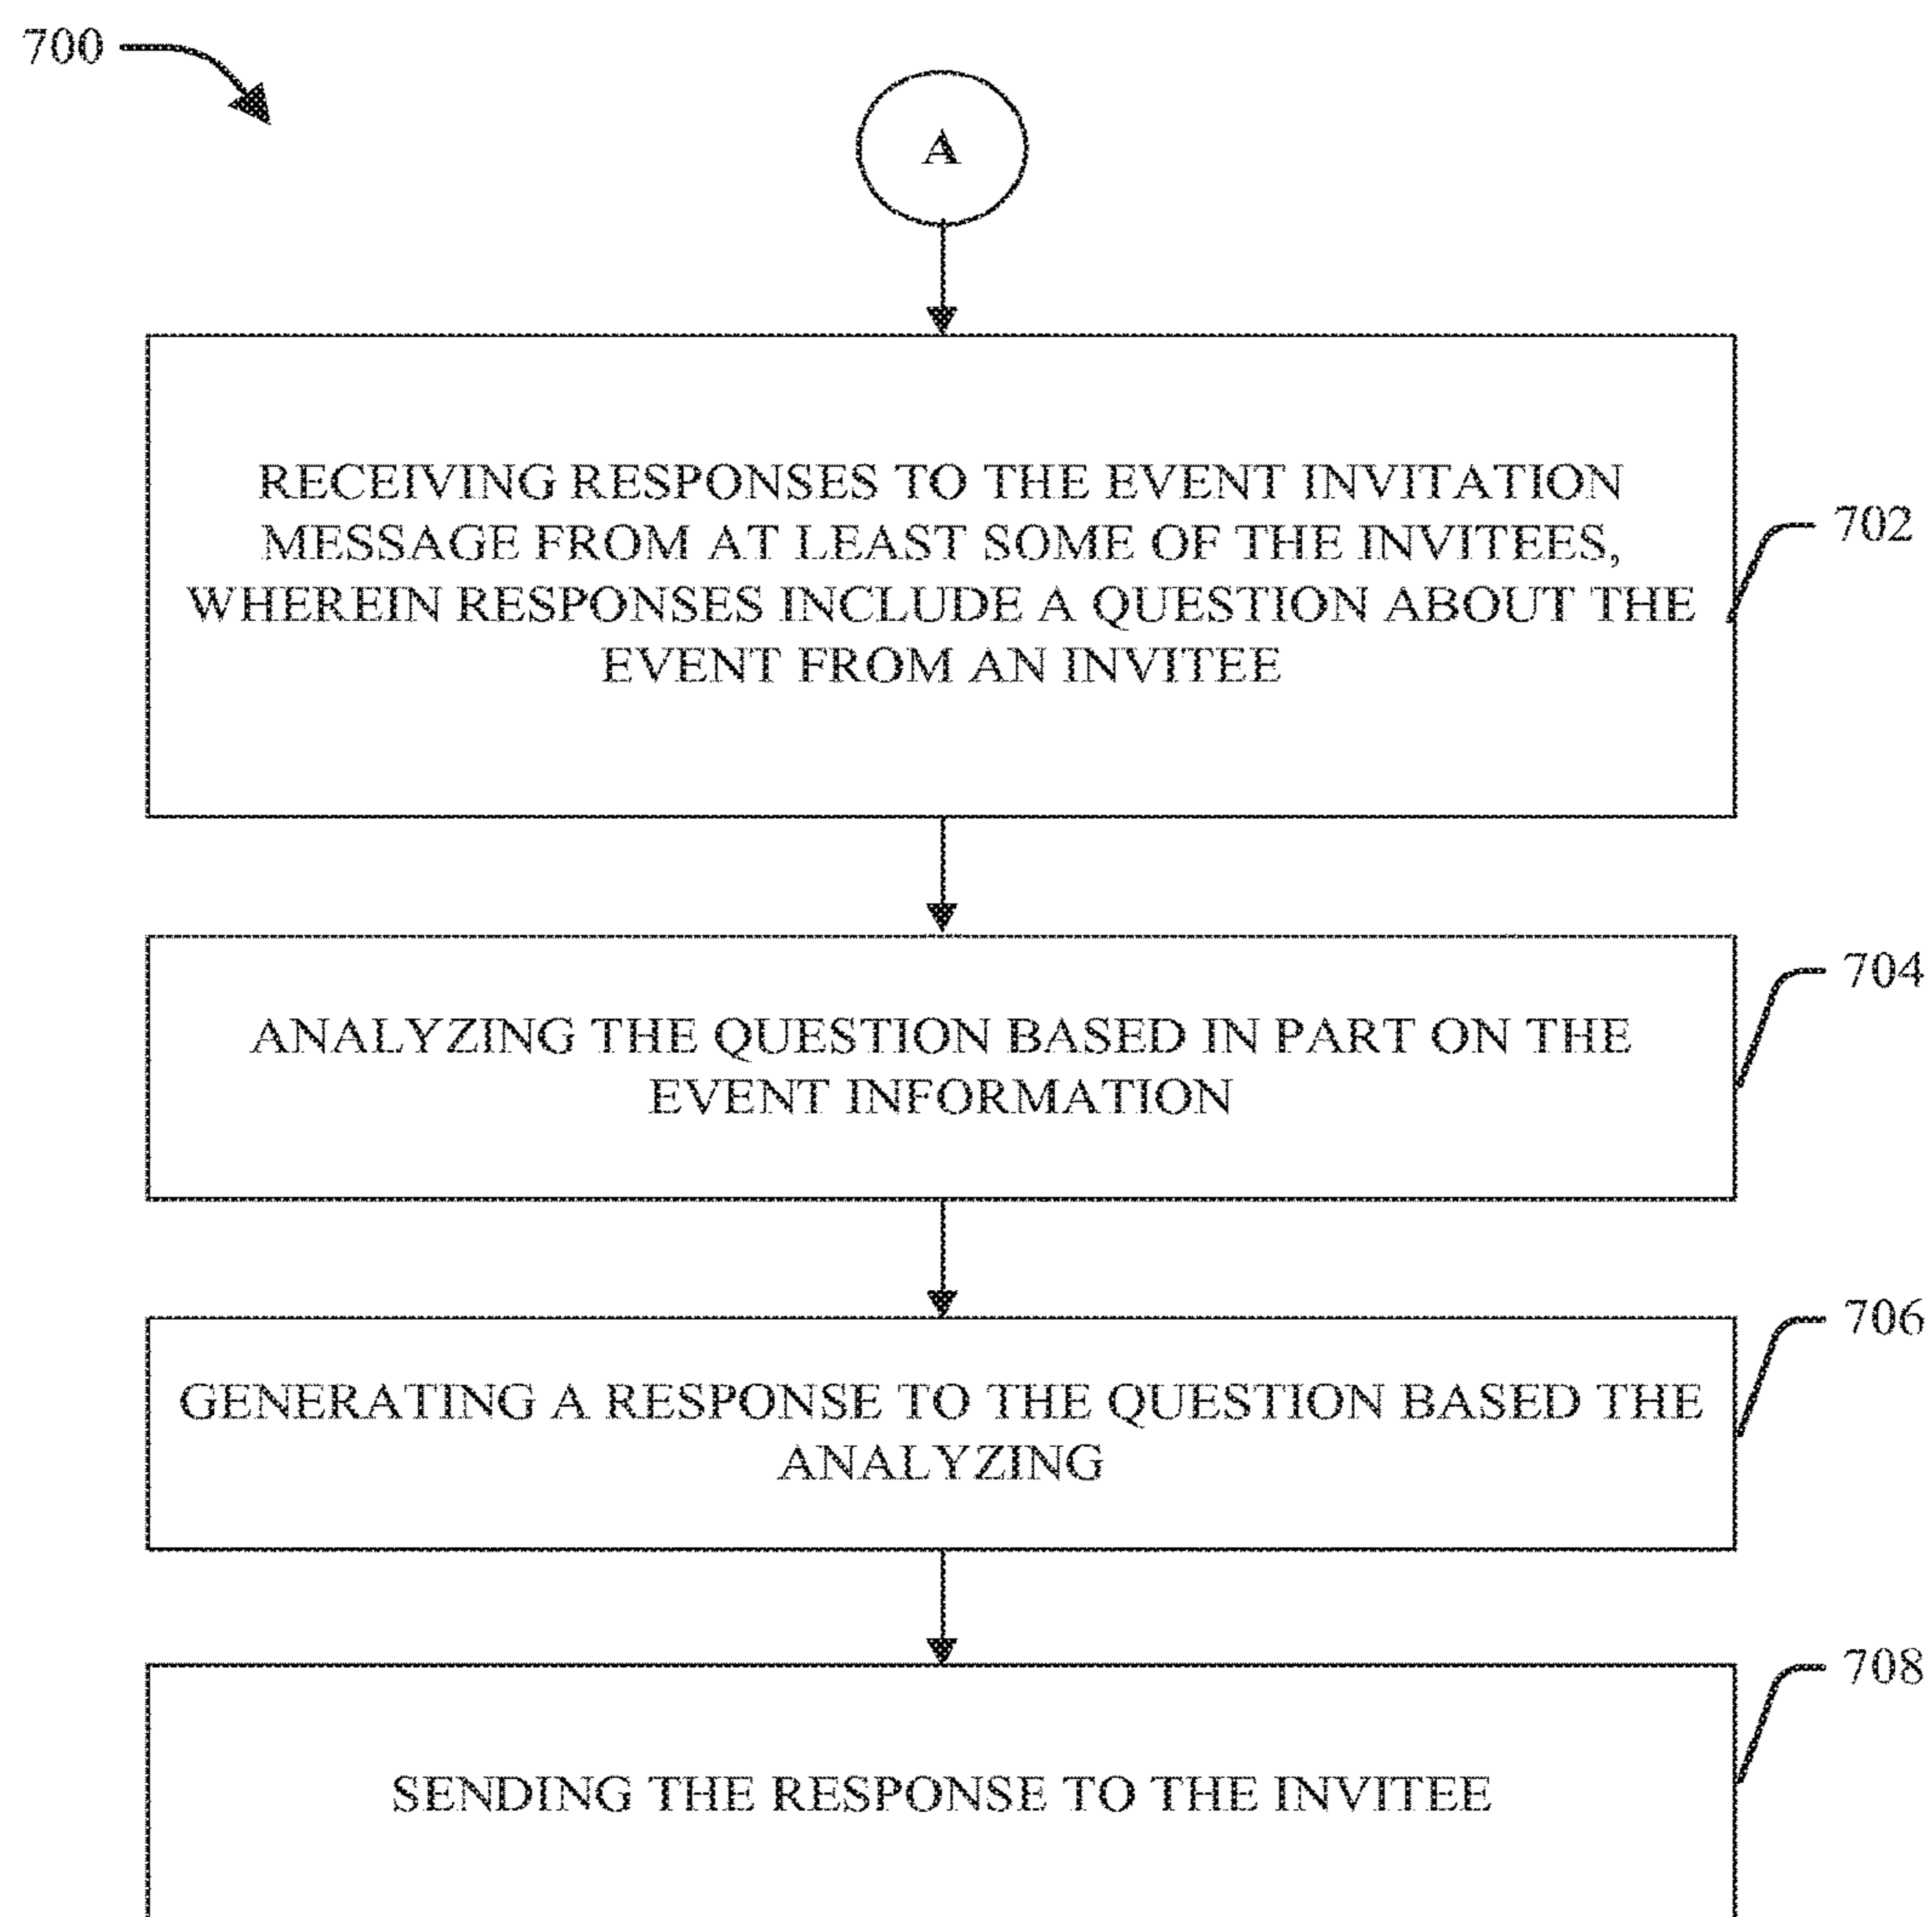 700
A
RECEIVING RESPONSES TO THE EVENT INVITATION
MESSAGE FROM AT LEAST SOME OF THE INVITEES,
WHEREIN RESPONSES INCLUDE A QUESTION ABOUT THE
EVENT FROM AN INVITEE
702
ANALYZING THE QUESTION BASED IN PART ON THE
EVENT INFORMATION
704
GENERATING A RESPONSE TO THE QUESTION BASED THE
ANALYZING
706
SENDING THE RESPONSE TO THE INVITEE
708